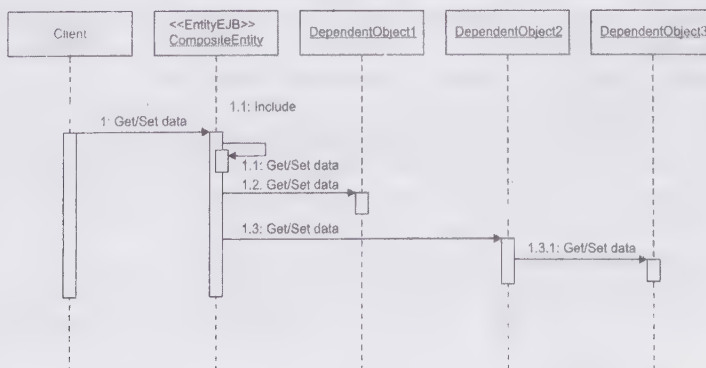 Client
<<EntityEJB>>
CompositeEntity
DependentObject1
DependentObject2
DependentObject3
1.1: Include
1: Get/Set data
1.1: Get/Set data
1.2. Get/Set data
1.3: Get/Set data
1.3.1: Get/Set data